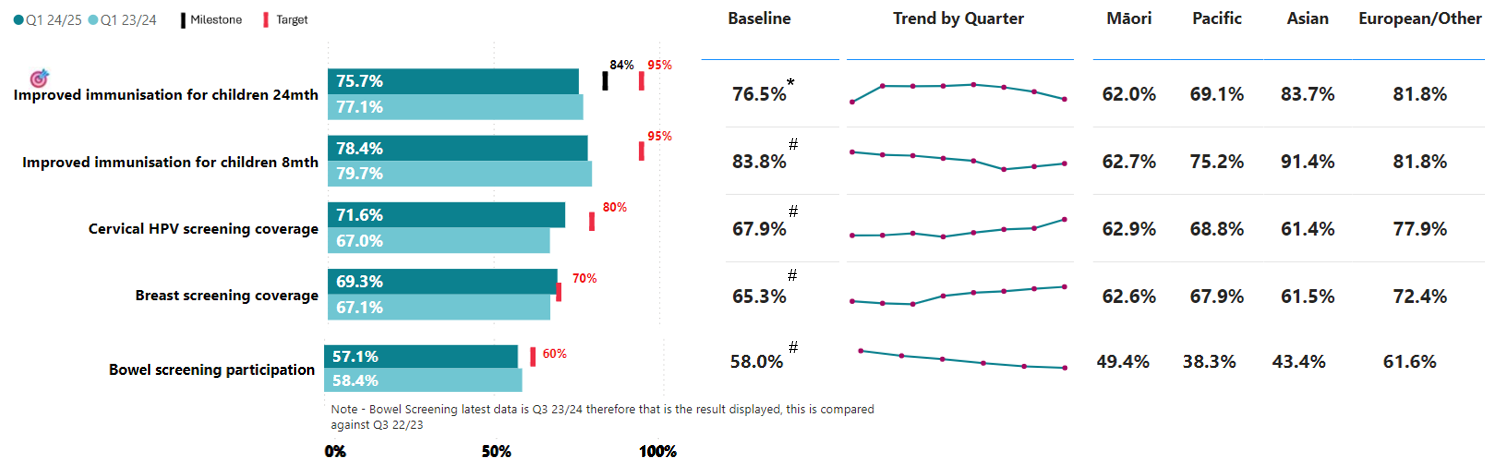 Q1 24/25 Q1 23/24 Milestone Target Baseline Trend by Quarter Māori Pacific Asian European/Other
84% 95%
Improved immunisation for children 24mth 75.7% 77.1% 76.5%* 62.0% 69.1% 83.7% 81.8%
95%
Improved immunisation for children 8mth 78.4% 79.7% 83.8%# 62.7% 75.2% 91.4% 81.8%
80%
Cervical HPV screening coverage 71.6% 67.0% 67.9%# 62.9% 68.8% 61.4% 77.9%
70%
Breast screening coverage 69.3% 67.1% 65.3%# 62.6% 67.9% 61.5% 72.4%
60%
Bowel screening participation 57.1% 58.4% 58.0%# 49.4% 38.3% 43.4% 61.6%
Note - Bowel Screening latest data is Q3 23/24 therefore that is the result displayed, this is compared
against Q3 22/23
0% 50% 100%